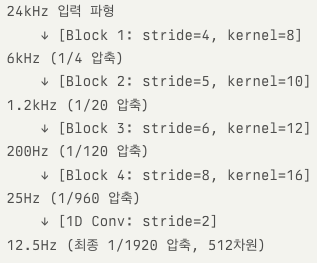 24kHz 입력 파형
↓ [Block 1: stride=4, kernel=8]
6kHz (1/4 압축)
↓ [Block 2: stride=5, kernel=10]
1.2kHz (1/20 압축)
↓ [Block 3: stride=6, kernel=12]
200Hz (1/120 압축)
↓ [Block 4: stride=8, kernel=16]
25Hz (1/960 압축)
↓ [1D Conv: stride=2]
12.5Hz (최종 1/1920 압축, 512차원)